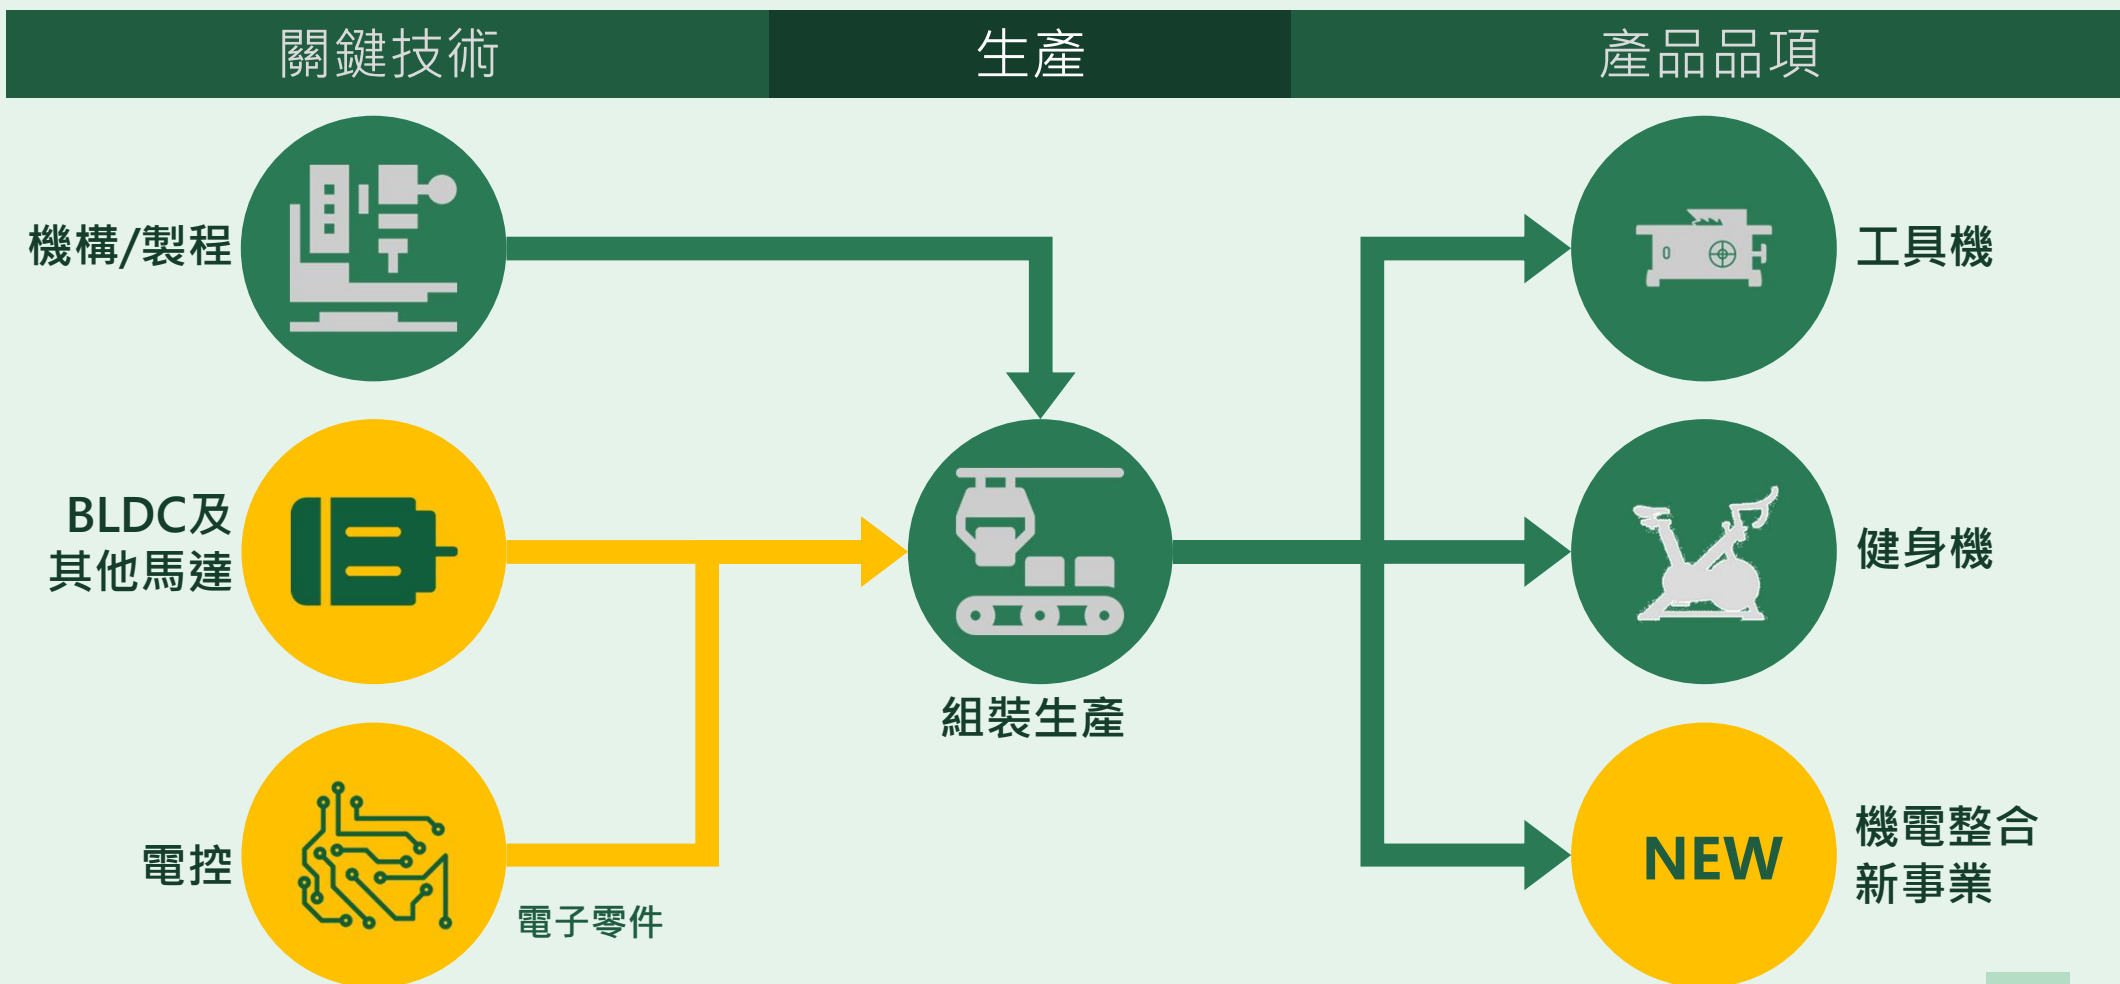 關鍵技術
生產
產品品項
機構/製程
工具機
BLDC及
其他馬達
健身機
組裝生產
電控
電子零件
NEW
機電整合
新事業